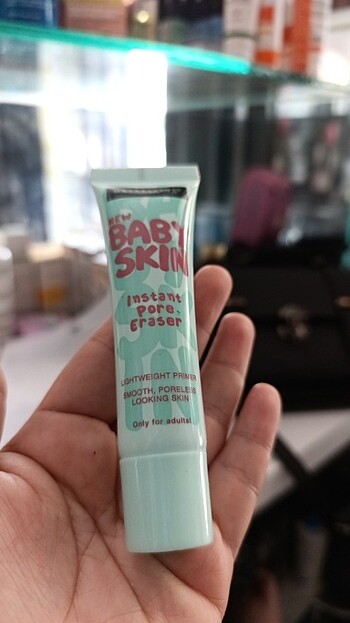 NEW
BABY
SKIN
Instant
Pore
Eraser
LIGHTWEIGHT PRIMER
SMOOTH, PORELESS
LOOKING SKIN
Only for adults!